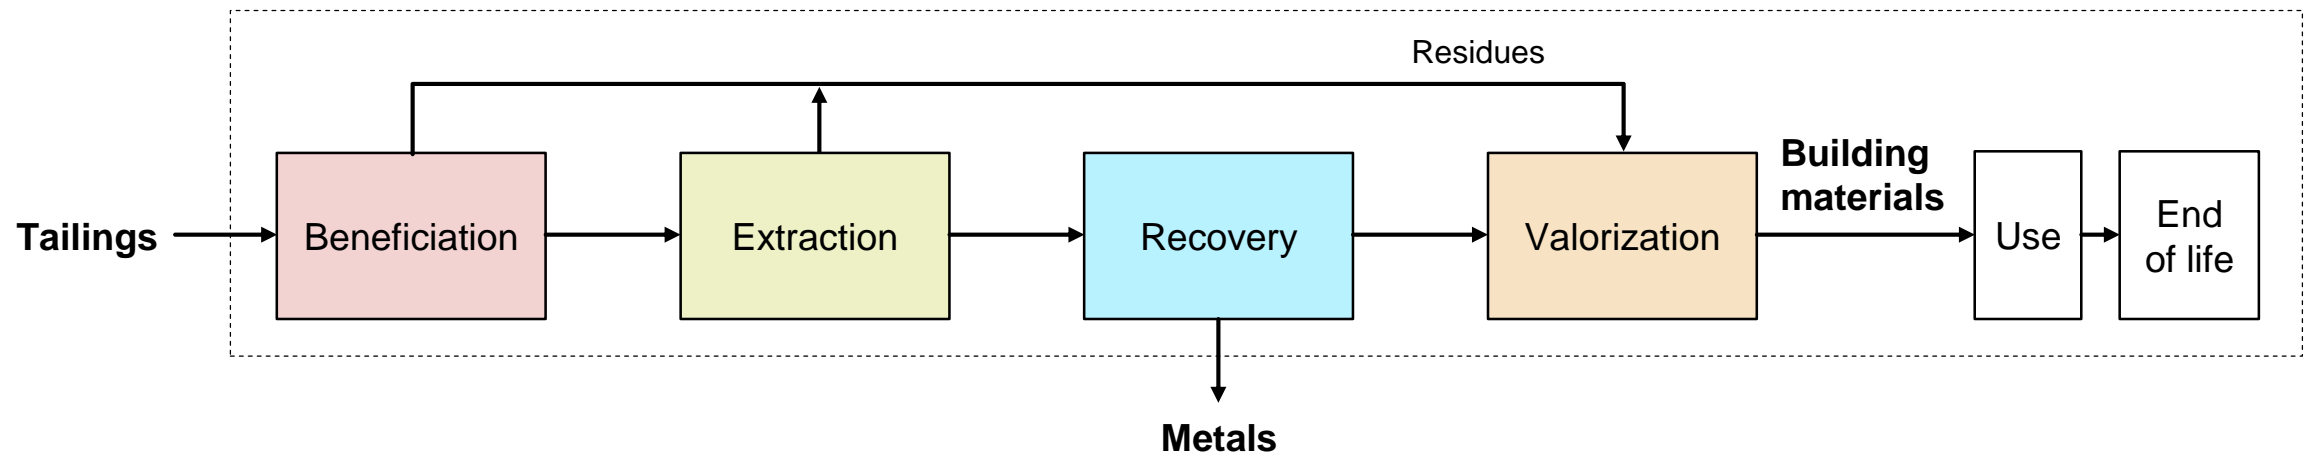 Residues
Building
materials
Tailings
Beneficiation
Extraction
Recovery
Valorization
Use
End
of life
Metals